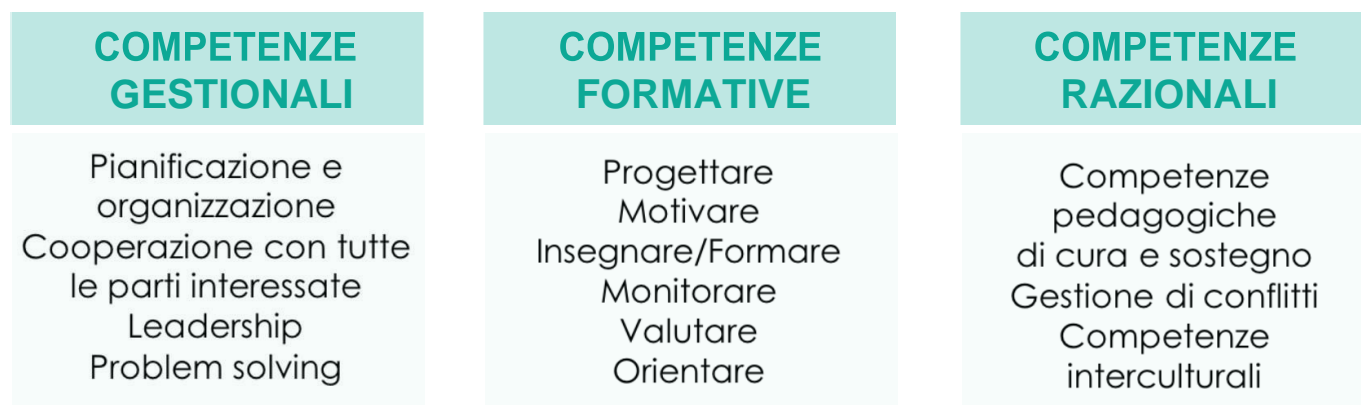 COMPETENZE
GESTIONALI
Pianificazione e
organizzazione
Cooperazione con tutte
le parti interessate
Leadership
Problem solving
COMPETENZE
FORMATIVE
Progettare
Motivare
Insegnare/Formare
Monitorare
Valutare
Orientare
COMPETENZE
RAZIONALI
Competenze
pedagogiche
di cura e sostegno
Gestione di conflitti
Competenze
interculturali